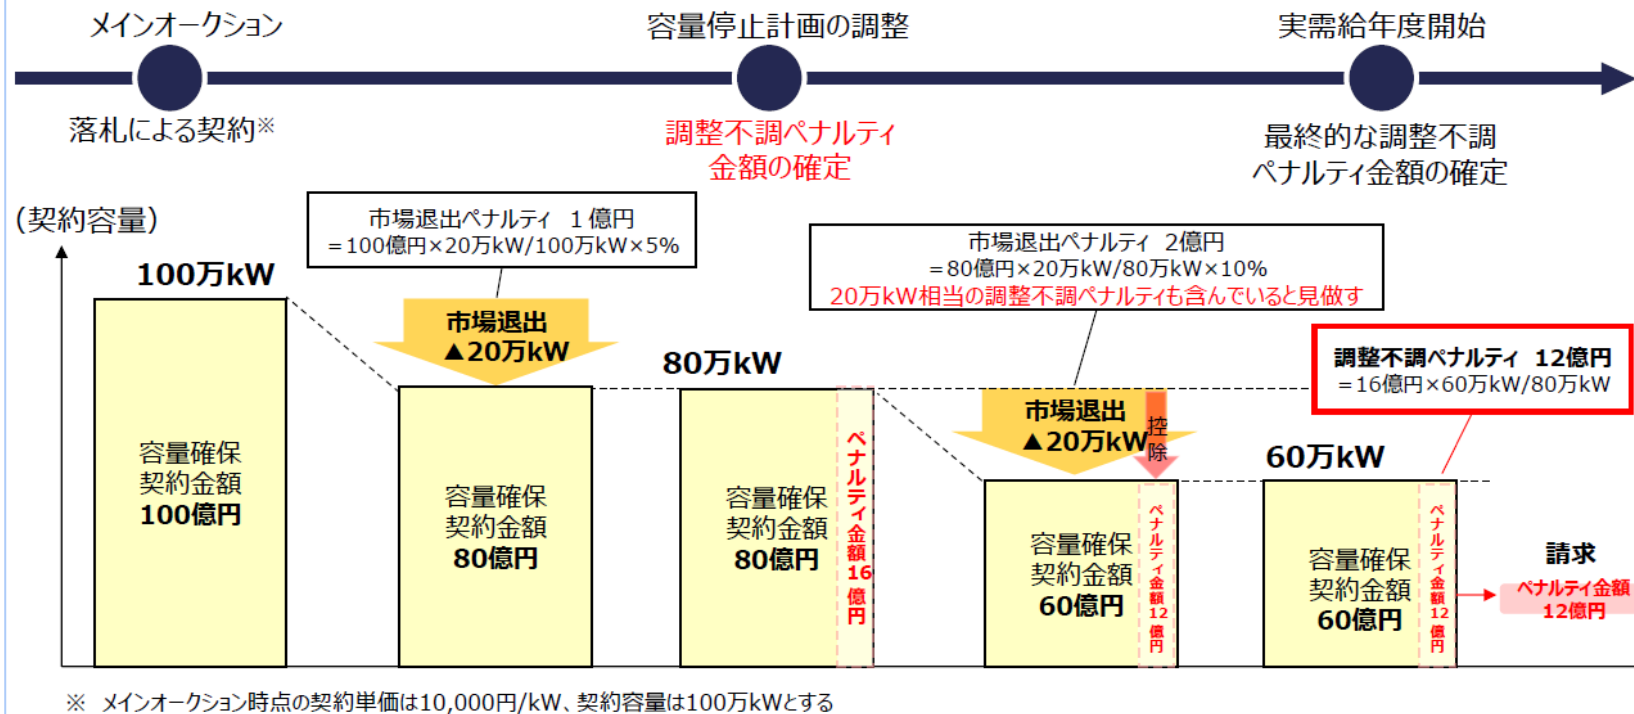 メインオークション
容量停止計画の調整
実需給年度開始
落札による契約※
調整不調ペナルティ
金額の確定
最終的な調整不調
ペナルティ金額の確定
(契約容量)
市場退出ペナルティ 1億円
=100億円×20万kW/100万kW×5%
市場退出ペナルティ 2億円
=80億円×20万kW/80万kW×10%
20万kW相当の調整不調ペナルティも含んでいると見做す
100万kW
市場退出
▲20万kW
80万kW
市場退出
▲20万kW
控除
調整不調ペナルティ 12億円
=16億円×60万kW/80万kW
60万kW
容量確保
契約金額
100億円
容量確保
契約金額
80億円
容量確保
契約金額
80億円
ペナルティ金額16億円
容量確保
契約金額
60億円
ペナルティ金額12億円
容量確保
契約金額
60億円
ペナルティ金額12億円
請求
ペナルティ金額
12億円
※ メインオークション時点の契約単価は10,000円/kW、契約容量は100万kWとする